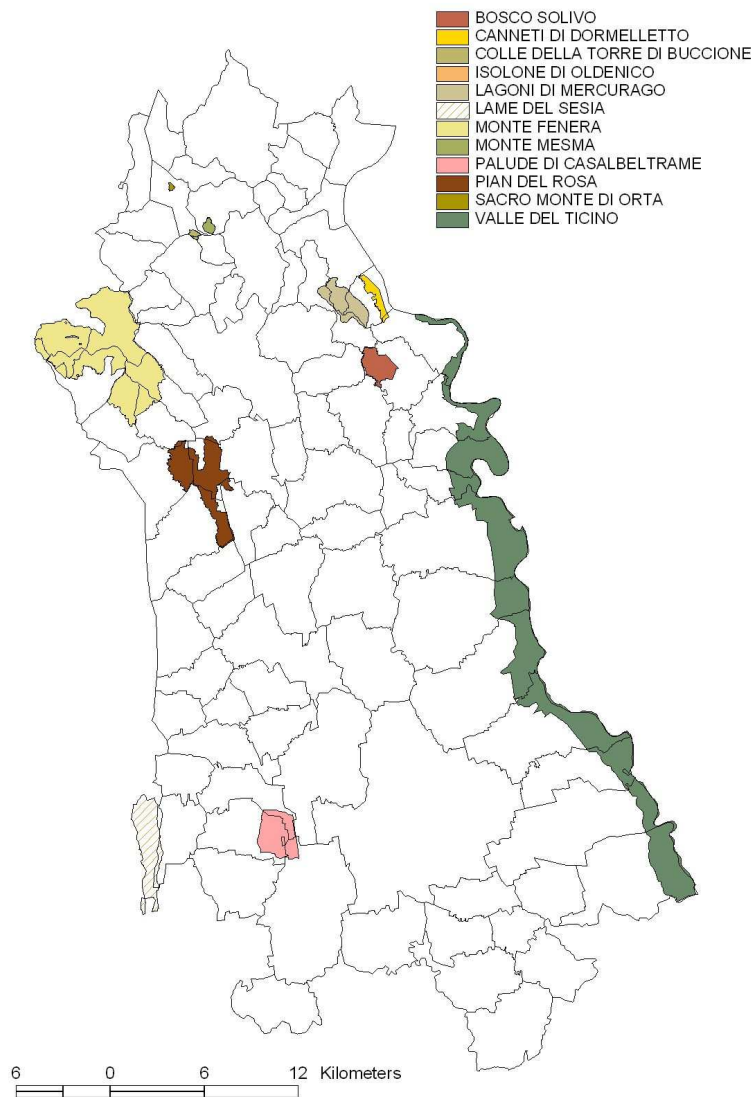 BOSCO SOLIVO
CANNETI DI DORMELLETTO
COLLE DELLA TORRE DI BUCCIONE
ISOLONE DI OLDENICO
LAGONI DI MERCURAGO
LAME DEL SESIA
MONTE FENERA
MONTE MESMA
PALUDE DI CASALBELTRAME
PIAN DEL ROSA
SACRO MONTE DI ORTA
VALLE DEL TICINO
6 0 6 12 Kilometers